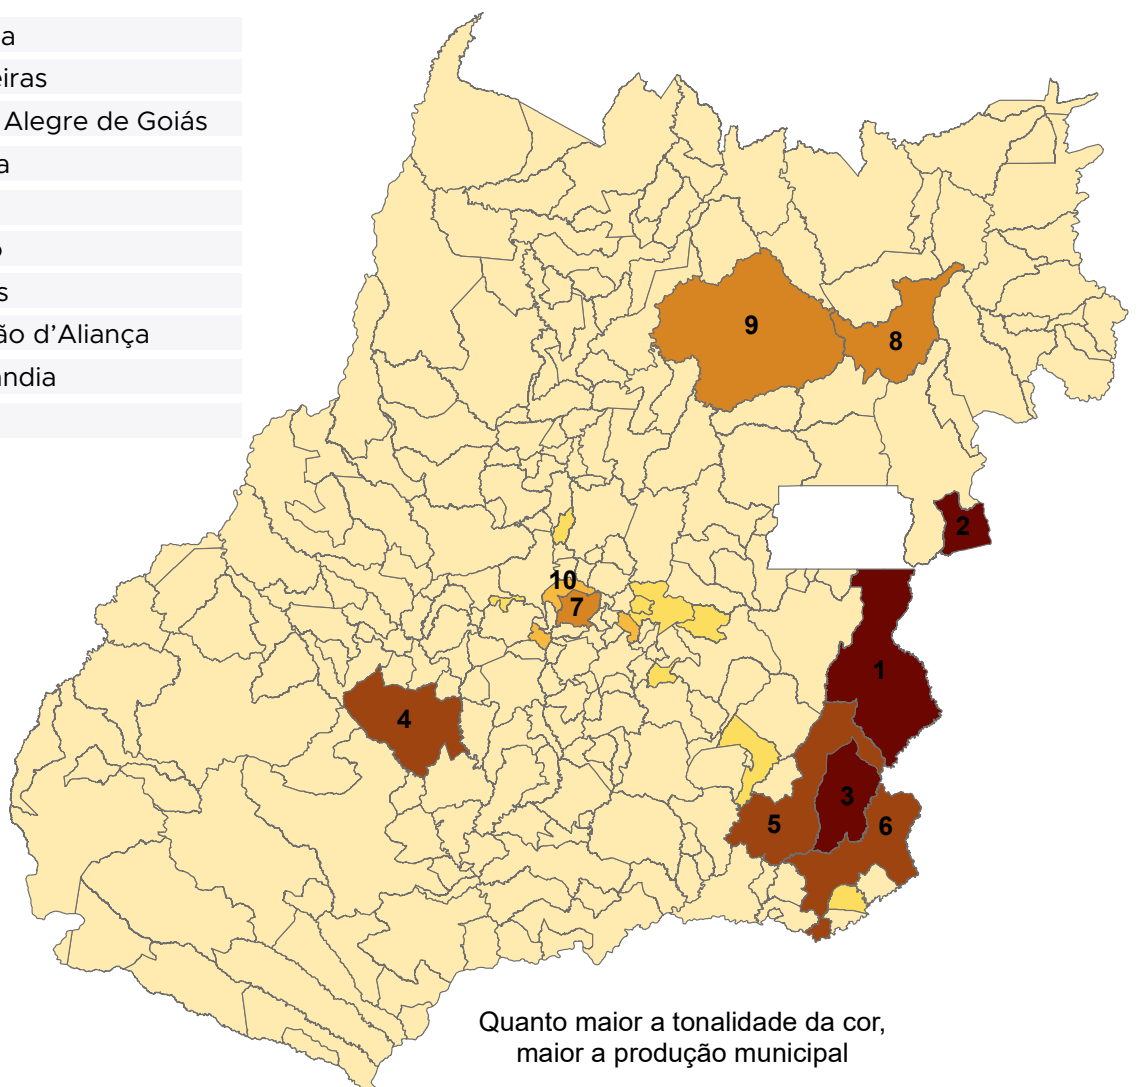 a
eiras
Alegre de Goiás
a
o
s
ão d'Aliança
ândia
9
8
2
10
7
1
4
3
5
6
Quanto maior a tonalidade da cor,
maior a produção municipal